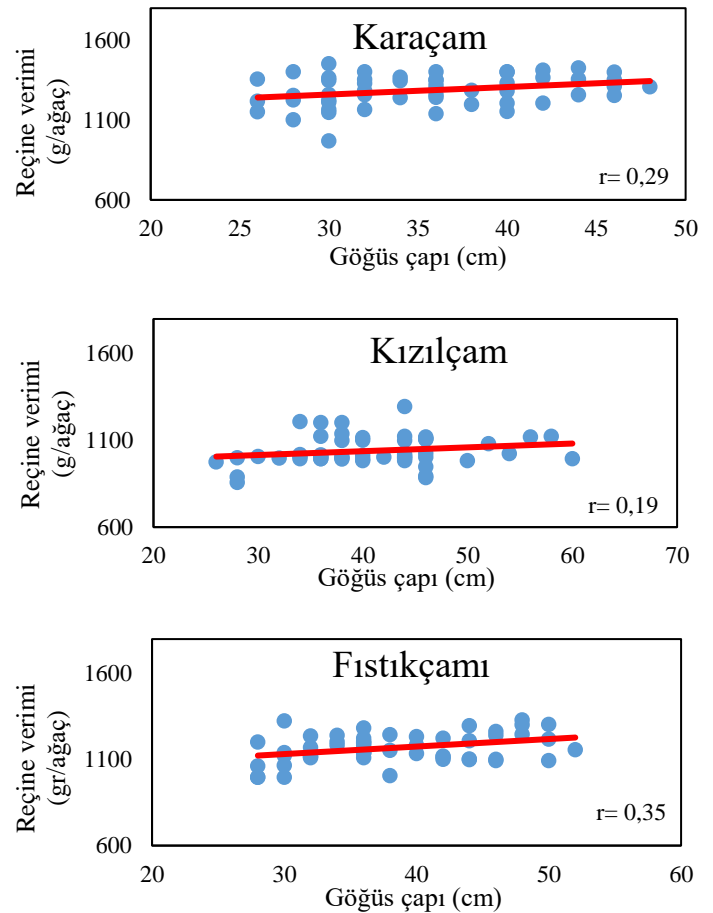 Karaçam
Reçine verimi
(g/ağaç)
1600
1100
600
r= 0,29
20 25 30 35 40 45 50
Göğüs çapı (cm)
Kızılçam
Reçine verimi
(g/ağaç)
1600
1100
600
r= 0,19
20 30 40 50 60 70
Göğüs çapı (cm)
Fıstıkçamı
Reçine verimi
(gr/ağaç)
1600
1100
600
r= 0,35
20 30 40 50 60
Göğüs çapı (cm)